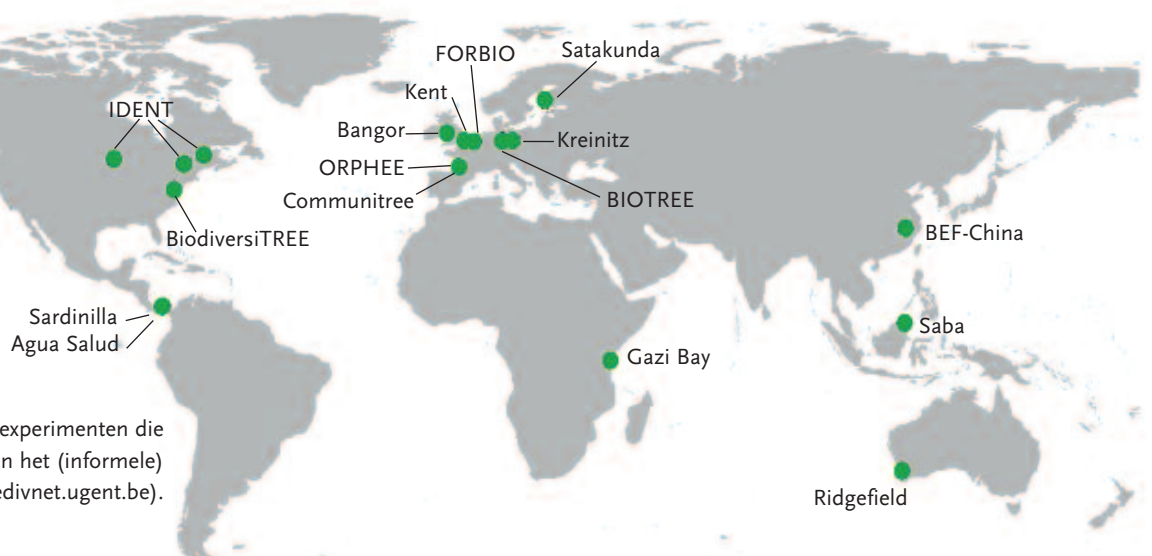 FORBIO
Satakunda
Kent
IDENT
Bangor
Kreinitz
ORPHEE
Communitree
BIOTREE
BiodiversiTREE
BEF-China
Sardinilla
Saba
Agua Salud
Gazi Bay
experimenten die
n het (informele)
edivnet.ugent.be).
Ridgefield